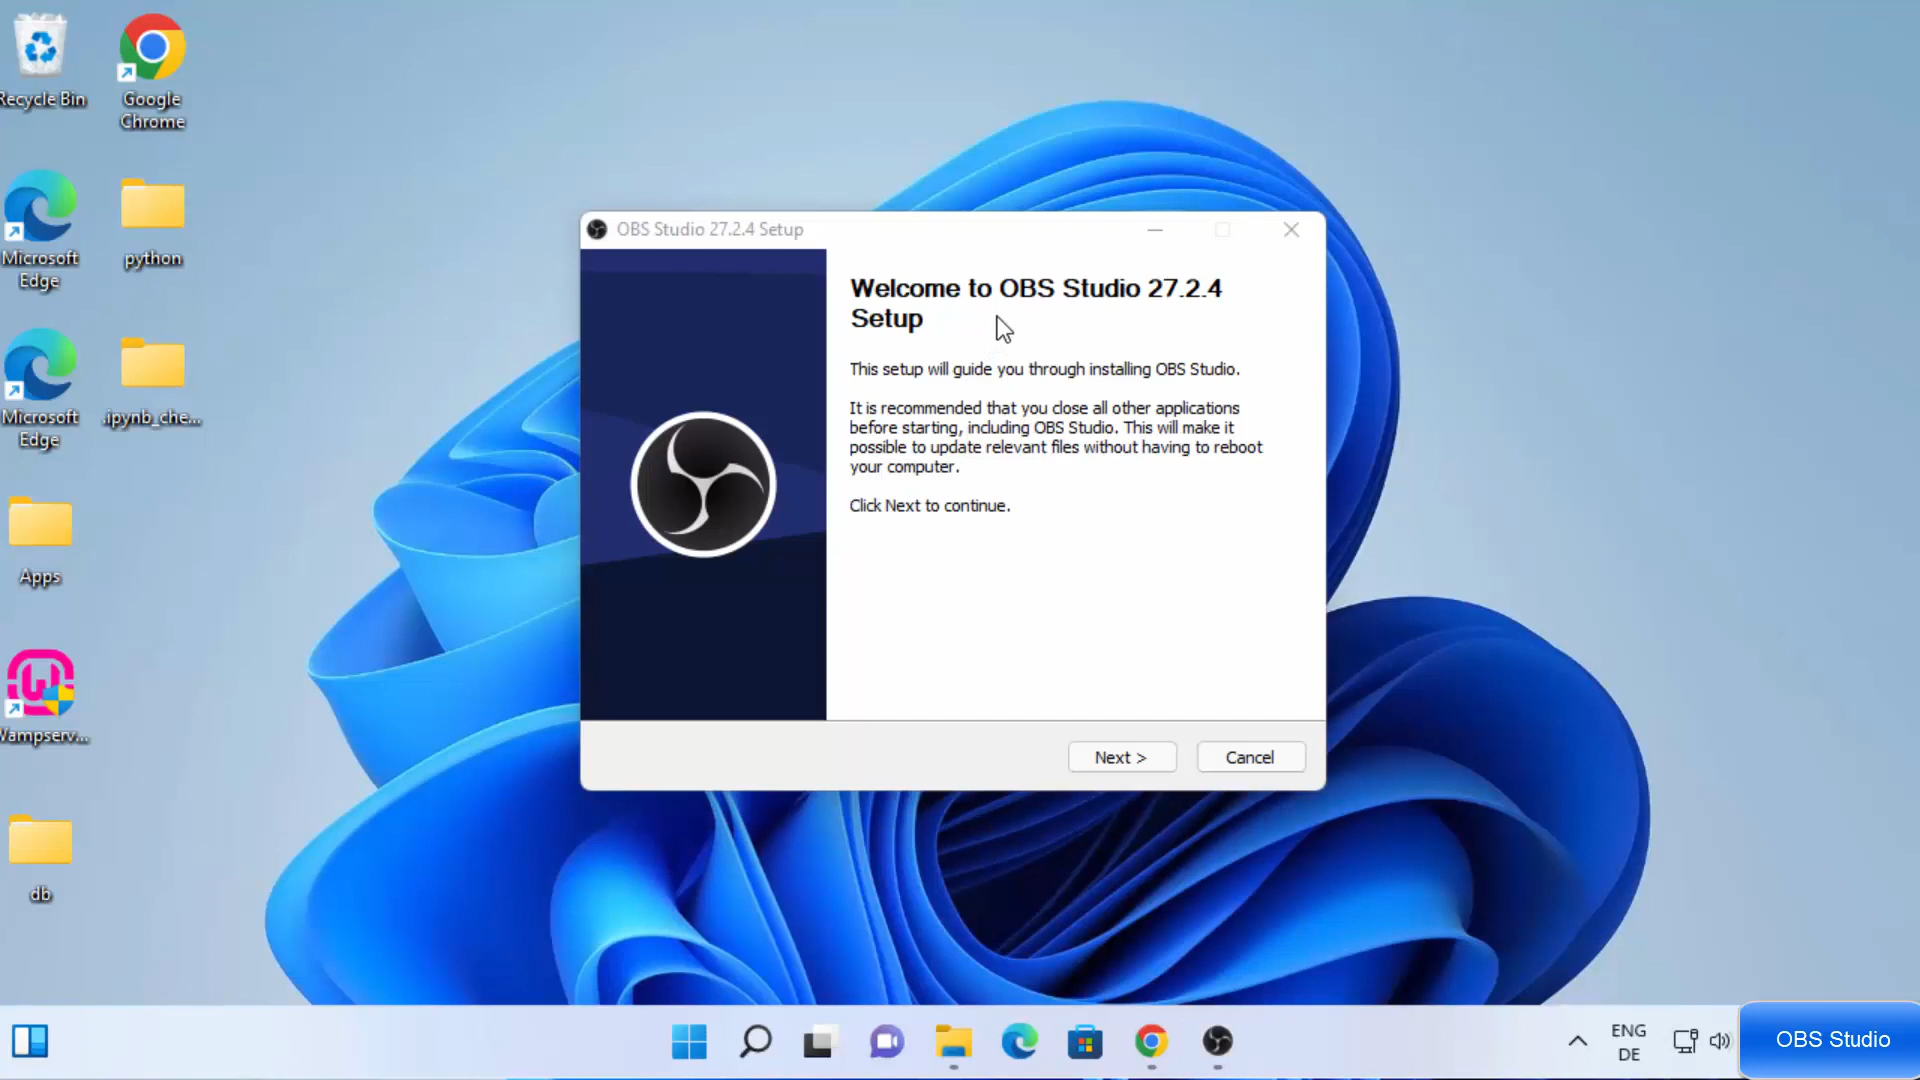 Recycle Bin
Google
Chrome
Microsoft
Edge
python
Microsoft
Edge
.ipynb_che...
Apps
Wampserv...
db
OBS Studio 27.2.4 Setup
Welcome to OBS Studio 27.2.4
Setup
This setup will guide you through installing OBS Studio.
It is recommended that you close all other applications
before starting, including OBS Studio. This will make it
possible to update relevant files without having to reboot
your computer.
Click Next to continue.
Next >
Cancel
ENG
DE
OBS Studio